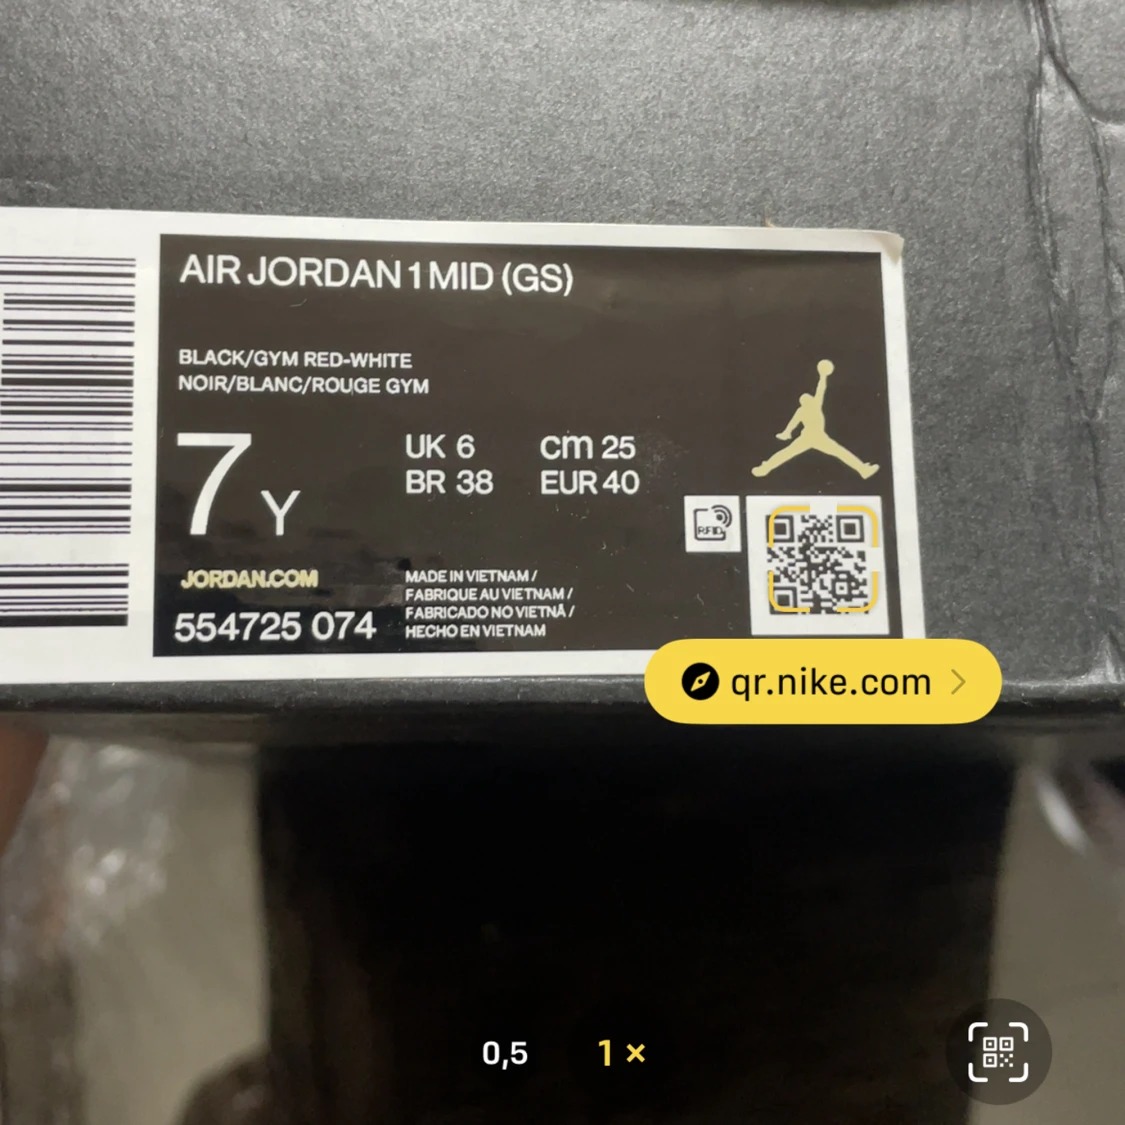 AIR JORDAN 1 MID (GS)
BLACK/GYM RED-WHITE
NOIR/BLANC/ROUGE GYM
7 Y
UK 6 cm 25
BR 38 EUR 40
RFID
JORDAN.COM
554725 074
MADE IN VIETNAM /
FABRIQUE AU VIETNAM /
FABRICADO NO VIETNÃ /
HECHO EN VIETNAM
qr.nike.com
0,5 1 ×